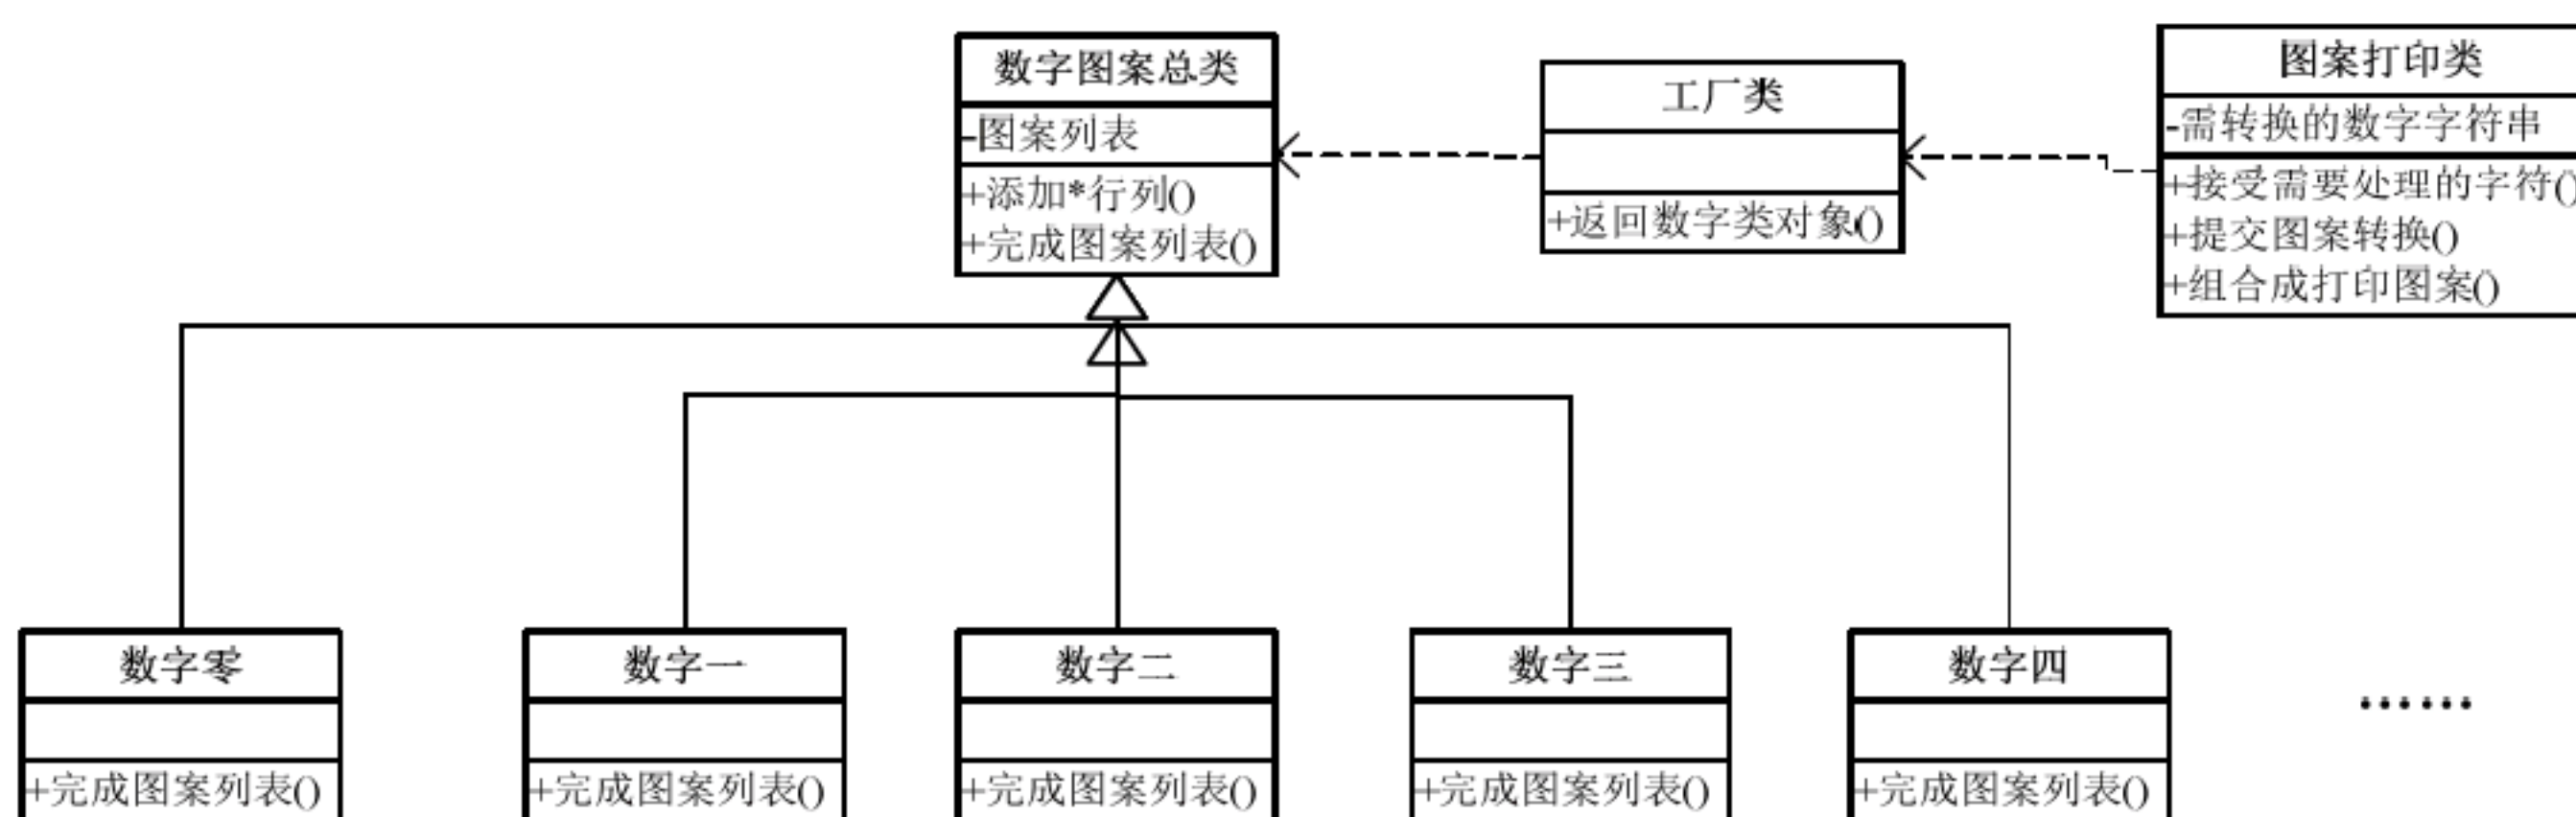 数字图案总类
-图案列表
+添加*行列()
+完成图案列表()
工厂类
+返回数字类对象()
图案打印类
-需转换的数字字符串
+接受需要处理的字符()
+提交图案转换()
+组合成打印图案()
数字零
+完成图案列表()
数字一
+完成图案列表()
数字二
+完成图案列表()
数字三
+完成图案列表()
数字四
+完成图案列表()
......